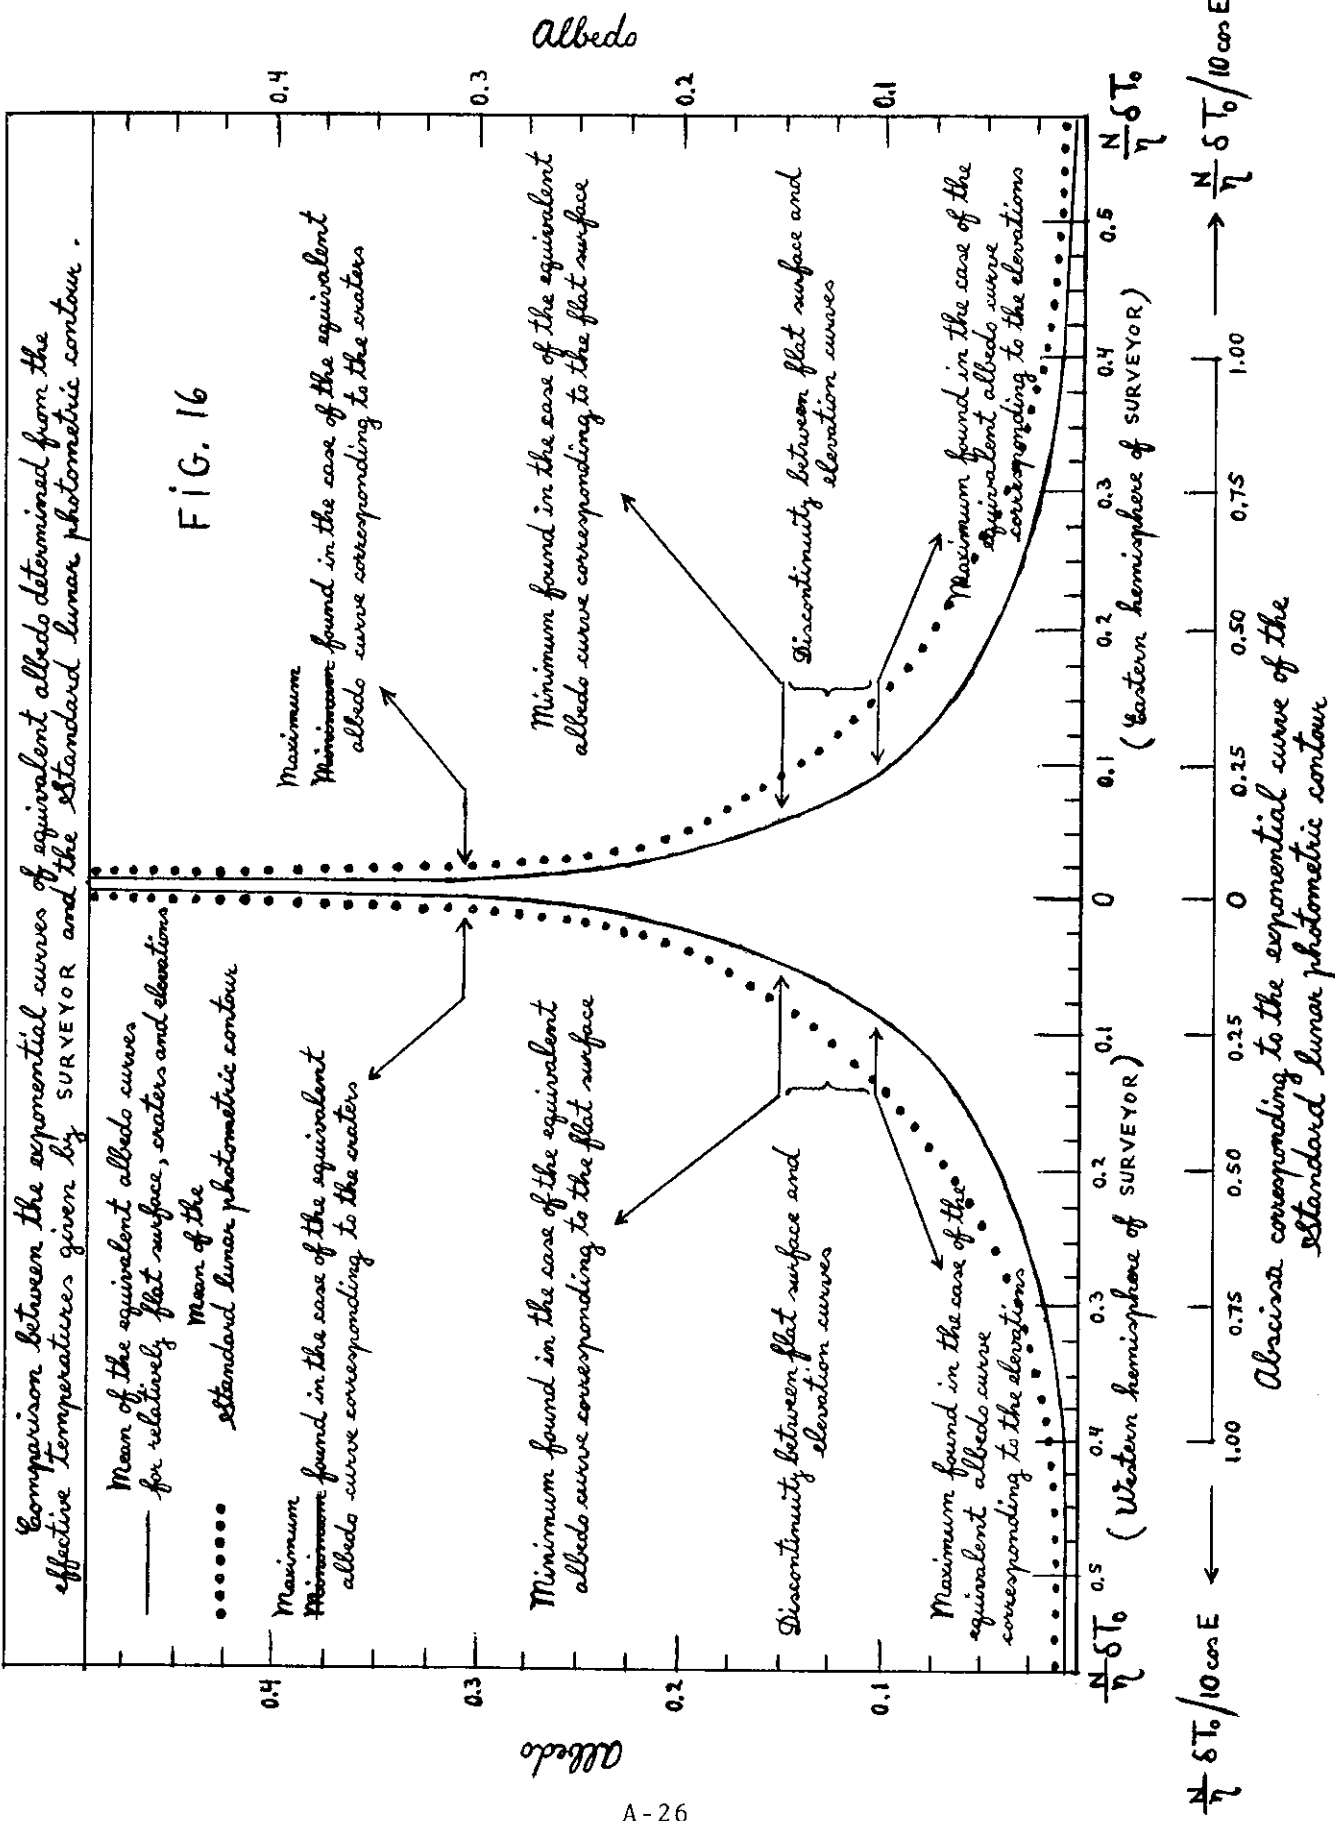 Comparison between the exponential curves of equivalent albedo determined from the
effective temperatures given by SURVEYOR and the Standard lunar photometric contour.
FIG. 16
Mean of the equivalent albedo curves
for relatively flat surface, craters and elevations
Mean of the
Standard lunar photometric contour
Maximum
Minimum found in the case of the equivalent
albedo curve corresponding to the craters
Maximum
Minimum found in the case of the equivalent
albedo curve corresponding to the craters
Minimum found in the case of the equivalent
albedo curve corresponding to the flat surface
Minimum found in the case of the equivalent
albedo curve corresponding to the flat surface
Discontinuity between flat surface and
elevation curves
Discontinuity between flat surface and
elevation curves
Maximum found in the case of the
equivalent albedo curve
corresponding to the elevations
Maximum found in the case of the
equivalent albedo curve
corresponding to the elevations
Albedo
0.4
0.3
0.2
0.1
Albedo
0.4
0.3
0.2
0.1
N/η δT₀ 0.5 0.4 0.3 0.2 0.1 0 0.1 0.2 0.3 0.4 0.5 N/η δT₀
(Western hemisphere of SURVEYOR) (Eastern hemisphere of SURVEYOR)
N/η δT₀/10 cos E ← 1.00 0.75 0.50 0.25 0 0.25 0.50 0.75 1.00 → N/η δT₀/10 cos E
Abscissa corresponding to the exponential curve of the
Standard lunar photometric contour
A-26